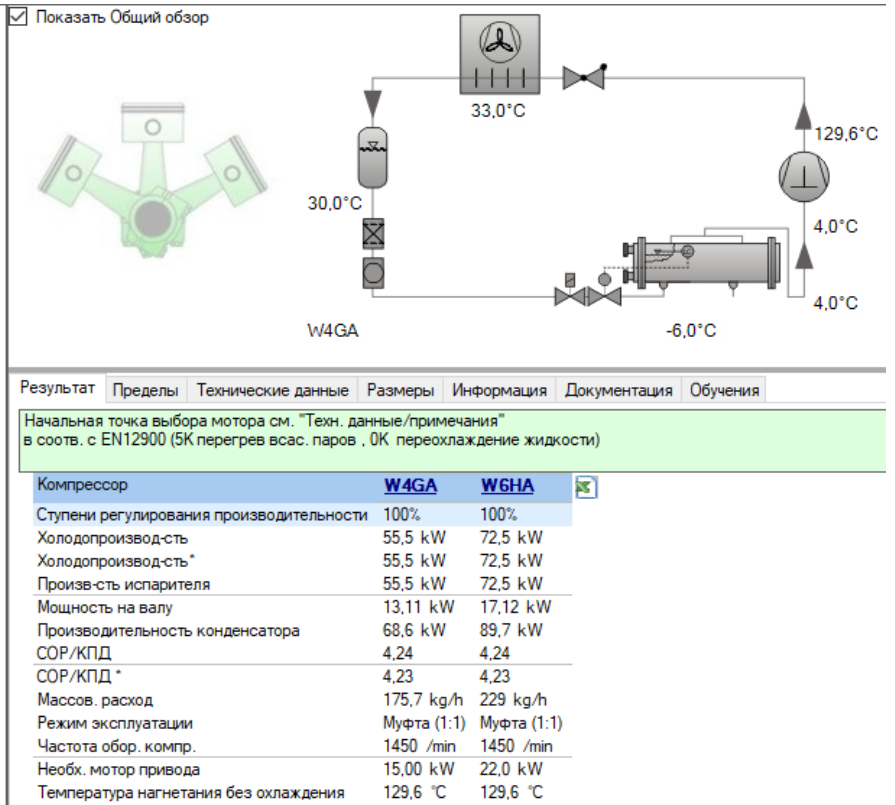 Показать Общий обзор
33,0°C
129,6°C
30,0°C
4,0°C
4,0°C
W4GA
-6,0°C
Результат Пределы Технические данные Размеры Информация Документация Обучения
Начальная точка выбора мотора см. "Техн. данные/примечания"
в соотв. с EN12900 (5K перегрев всас. паров , 0K переохлаждение жидкости)
Компрессор W4GA W6HA
Ступени регулирования производительности 100% 100%
Холодопроизвод-сть 55,5 kW 72,5 kW
Холодопроизвод-сть* 55,5 kW 72,5 kW
Произв-сть испарителя 55,5 kW 72,5 kW
Мощность на валу 13,11 kW 17,12 kW
Производительность конденсатора 68,6 kW 89,7 kW
СОР/КПД 4,24 4,24
СОР/КПД * 4,23 4,23
Массов. расход 175,7 kg/h 229 kg/h
Режим эксплуатации Муфта (1:1) Муфта (1:1)
Частота обор. компр. 1450 /min 1450 /min
Необх. мотор привода 15,00 kW 22,0 kW
Температура нагнетания без охлаждения 129,6 °C 129,6 °C